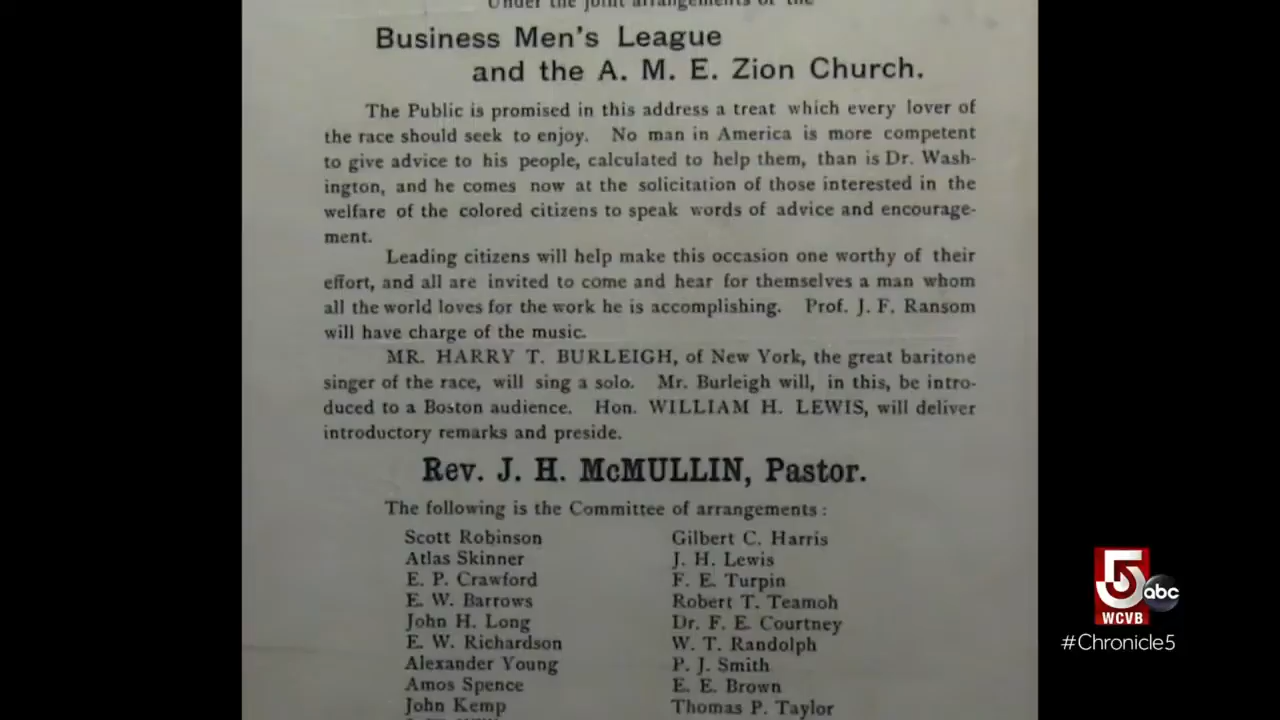 Under the joint arrangements of the
Business Men's League
and the A. M. E. Zion Church.
The Public is promised in this address a treat which every lover of
the race should seek to enjoy. No man in America is more competent
to give advice to his people, calculated to help them, than is Dr. Wash-
ington, and he comes now at the solicitation of those interested in the
welfare of the colored citizens to speak words of advice and encourage-
ment.
Leading citizens will help make this occasion one worthy of their
effort, and all are invited to come and hear for themselves a man whom
all the world loves for the work he is accomplishing. Prof. J. F. Ransom
will have charge of the music.
MR. HARRY T. BURLEIGH, of New York, the great baritone
singer of the race, will sing a solo. Mr. Burleigh will, in this, be intro-
duced to a Boston audience. Hon. WILLIAM H. LEWIS, will deliver
introductory remarks and preside.
Rev. J. H. McMULLIN, Pastor.
The following is the Committee of arrangements:
Scott Robinson
Atlas Skinner
E. P. Crawford
E. W. Barrows
John H. Long
E. W. Richardson
Alexander Young
Amos Spence
John Kemp
Gilbert C. Harris
J. H. Lewis
F. E. Turpin
Robert T. Teamoh
Dr. F. E. Courtney
W. T. Randolph
P. J. Smith
E. E. Brown
Thomas P. Taylor
5
abc
WCVB
#Chronicle5